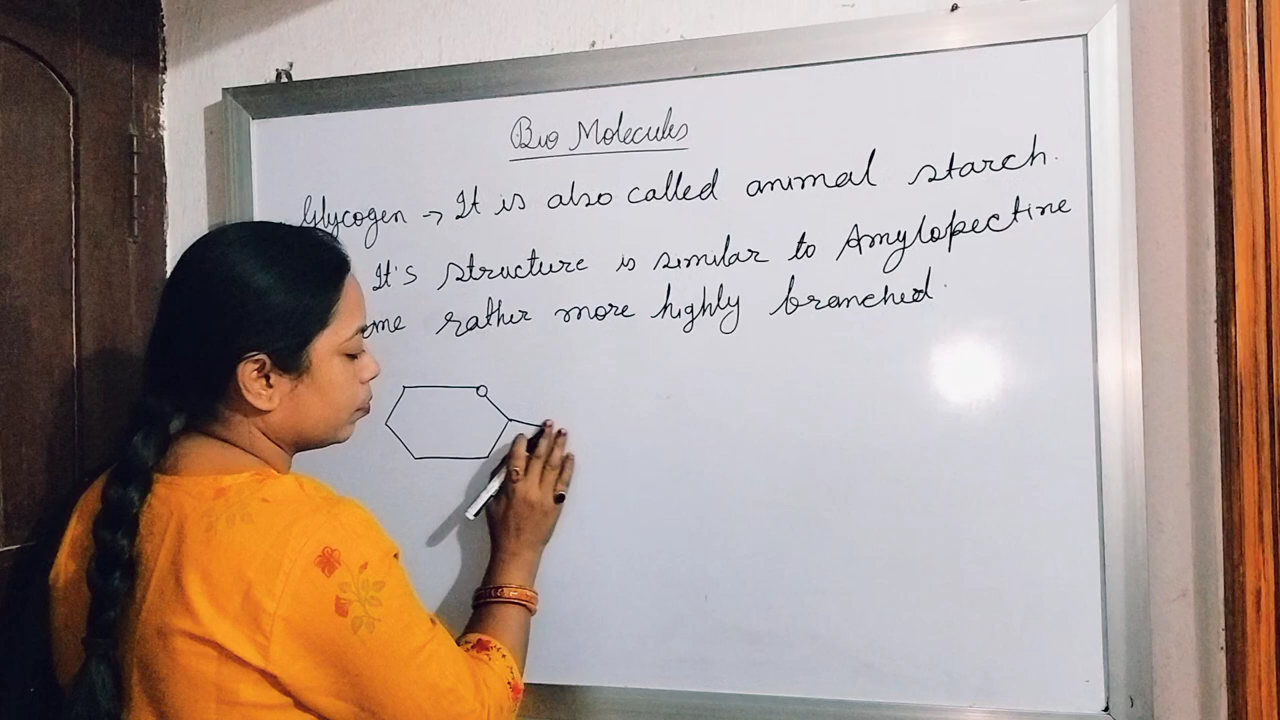 Bio Molecules
Glycogen → It is also called animal starch.
It's structure is similar to Amylopectine
rather more highly branched.